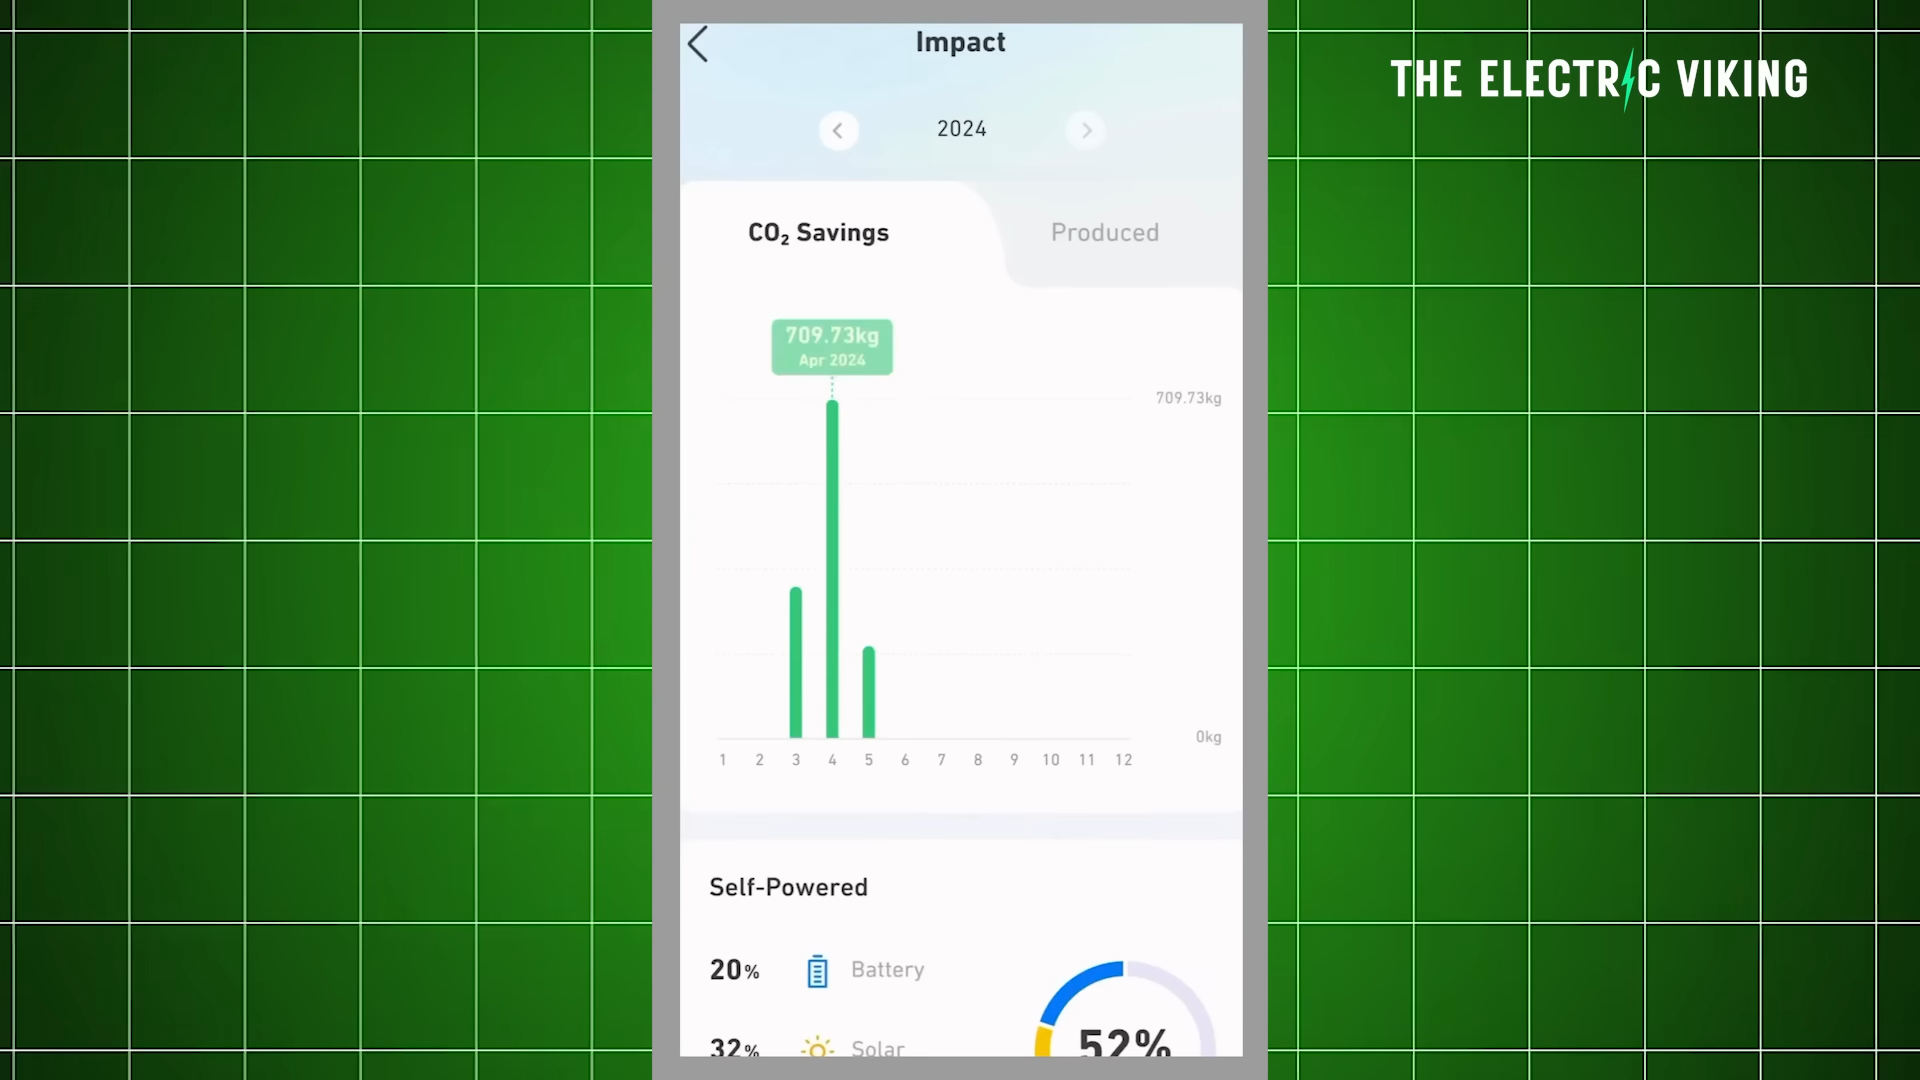 Impact
THE ELECTRIC VIKING
2024
CO₂ Savings
Produced
709.73kg
Apr 2024
709.73kg
0kg
1 2 3 4 5 6 7 8 9 10 11 12
Self-Powered
20% Battery
52%
32% Solar